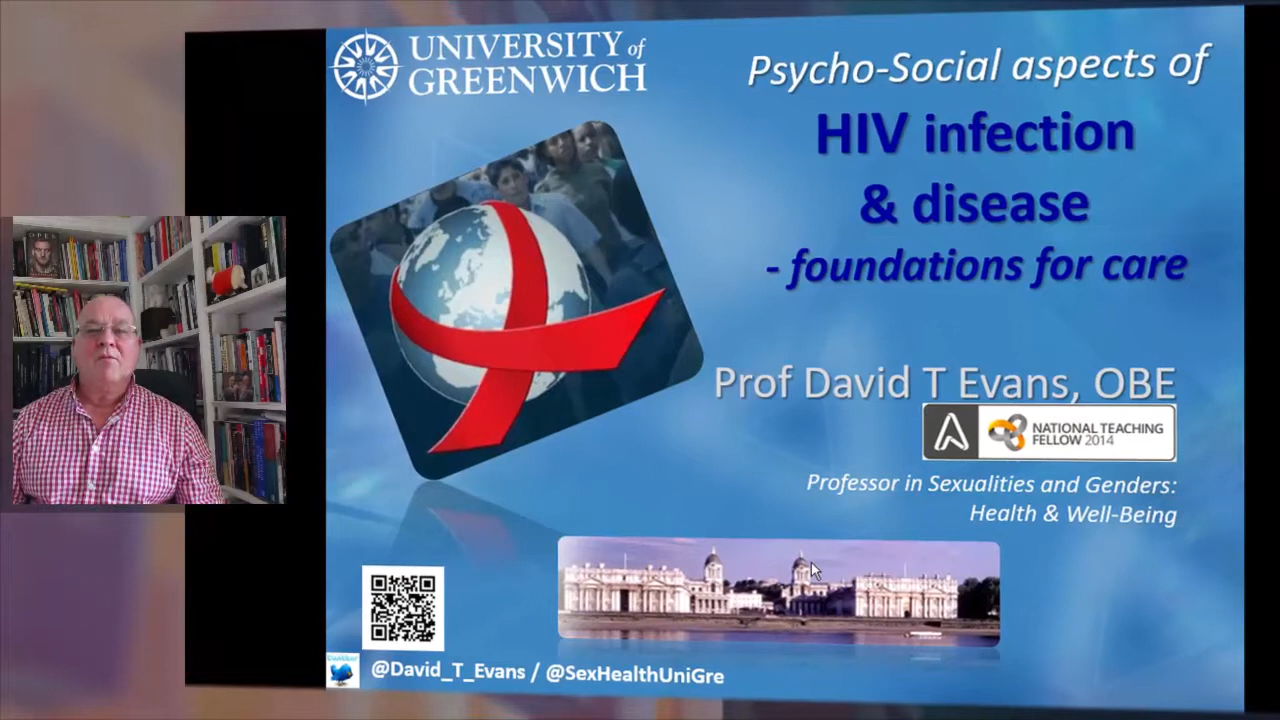 UNIVERSITY of
GREENWICH
Psycho-Social aspects of
HIV infection
& disease
- foundations for care
Prof David T Evans, OBE
NATIONAL TEACHING
FELLOW 2014
Professor in Sexualities and Genders:
Health & Well-Being
@David_T_Evans / @SexHealthUniGre
OPEN